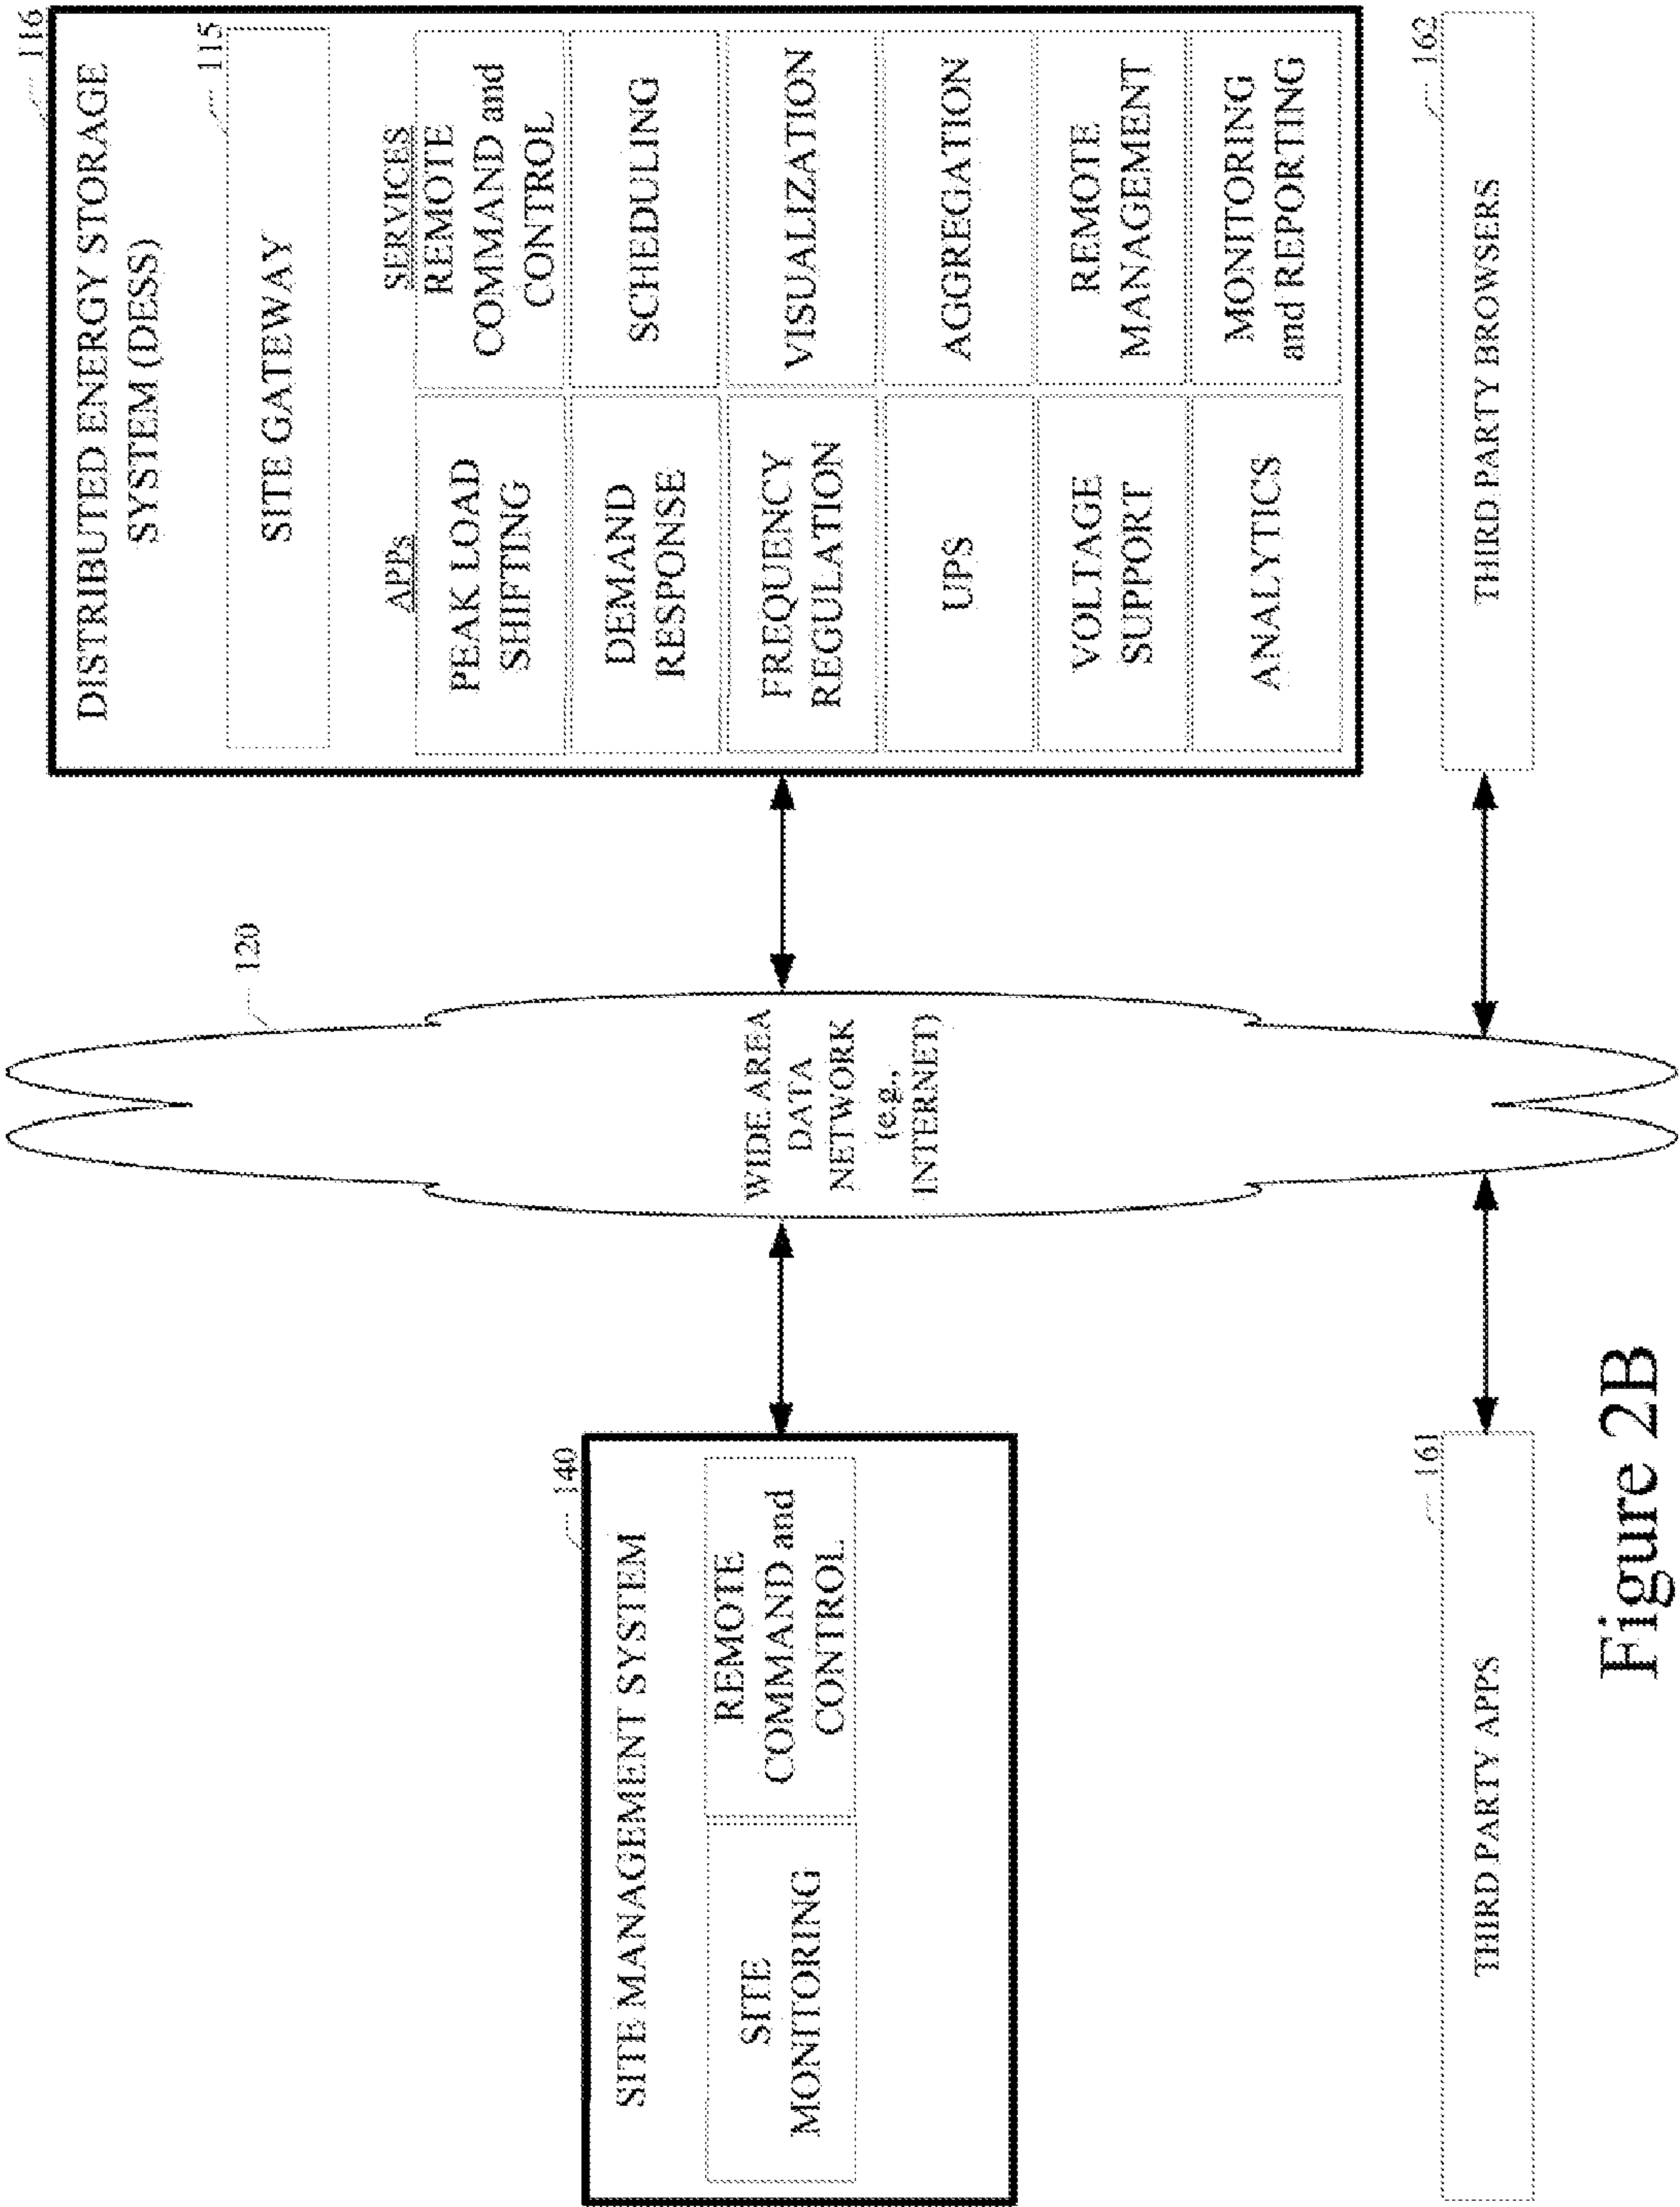 140
SITE MANAGEMENT SYSTEM
SITE
MONITORING
REMOTE
COMMAND and
CONTROL
161
THIRD PARTY APPS
120
WIDE AREA
DATA
NETWORK
(e.g.,
INTERNET)
116
DISTRIBUTED ENERGY STORAGE
SYSTEM (DESS)
115
SITE GATEWAY
APPs
PEAK LOAD
SHIFTING
DEMAND
RESPONSE
FREQUENCY
REGULATION
UPS
VOLTAGE
SUPPORT
ANALYTICS
SERVICES
REMOTE
COMMAND and
CONTROL
SCHEDULING
VISUALIZATION
AGGREGATION
REMOTE
MANAGEMENT
MONITORING
and REPORTING
162
THIRD PARTY BROWSERS
Figure 2B